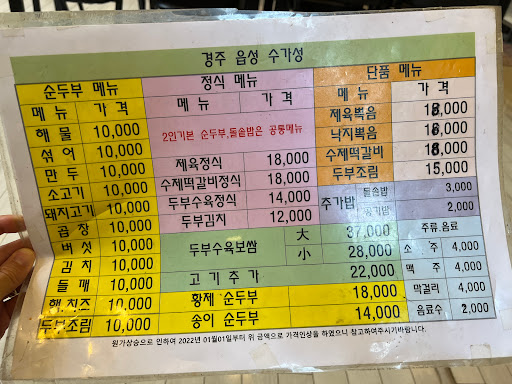 경주 읍성 수가성
순두부 메뉴
메 뉴 가 격
해 물 10,000
섞 어 10,000
만 두 10,000
소고기 10,000
돼지고기 10,000
곱 창 10,000
버 섯 10,000
김 치 10,000
들 깨 10,000
햄,치즈 10,000
두부조림 10,000
정식 메뉴
메 뉴 가 격
2인기본 순두부,돌솥밥은 공통메뉴
제육정식 18,000
수제떡갈비정식 18,000
두부수육정식 14,000
두부김치 12,000
단품 메뉴
메 뉴 가 격
제육볶음
낙지볶음
수제떡갈비
두부조림 15,000
추가밥 돌솥밥 3,000
공기밥 2,000
두부수육보쌈 大 37,000
小 28,000
고기추가 22,000
황제 순두부 18,000
송이 순두부 14,000
주류,음료
소 주 4,000
맥 주 4,000
막걸리 4,000
음료수 2,000
원가상승으로 인하여 2022년 01월01일부터 위 금액으로 가격인상을 하였으니 참고하여주시기바랍니다.